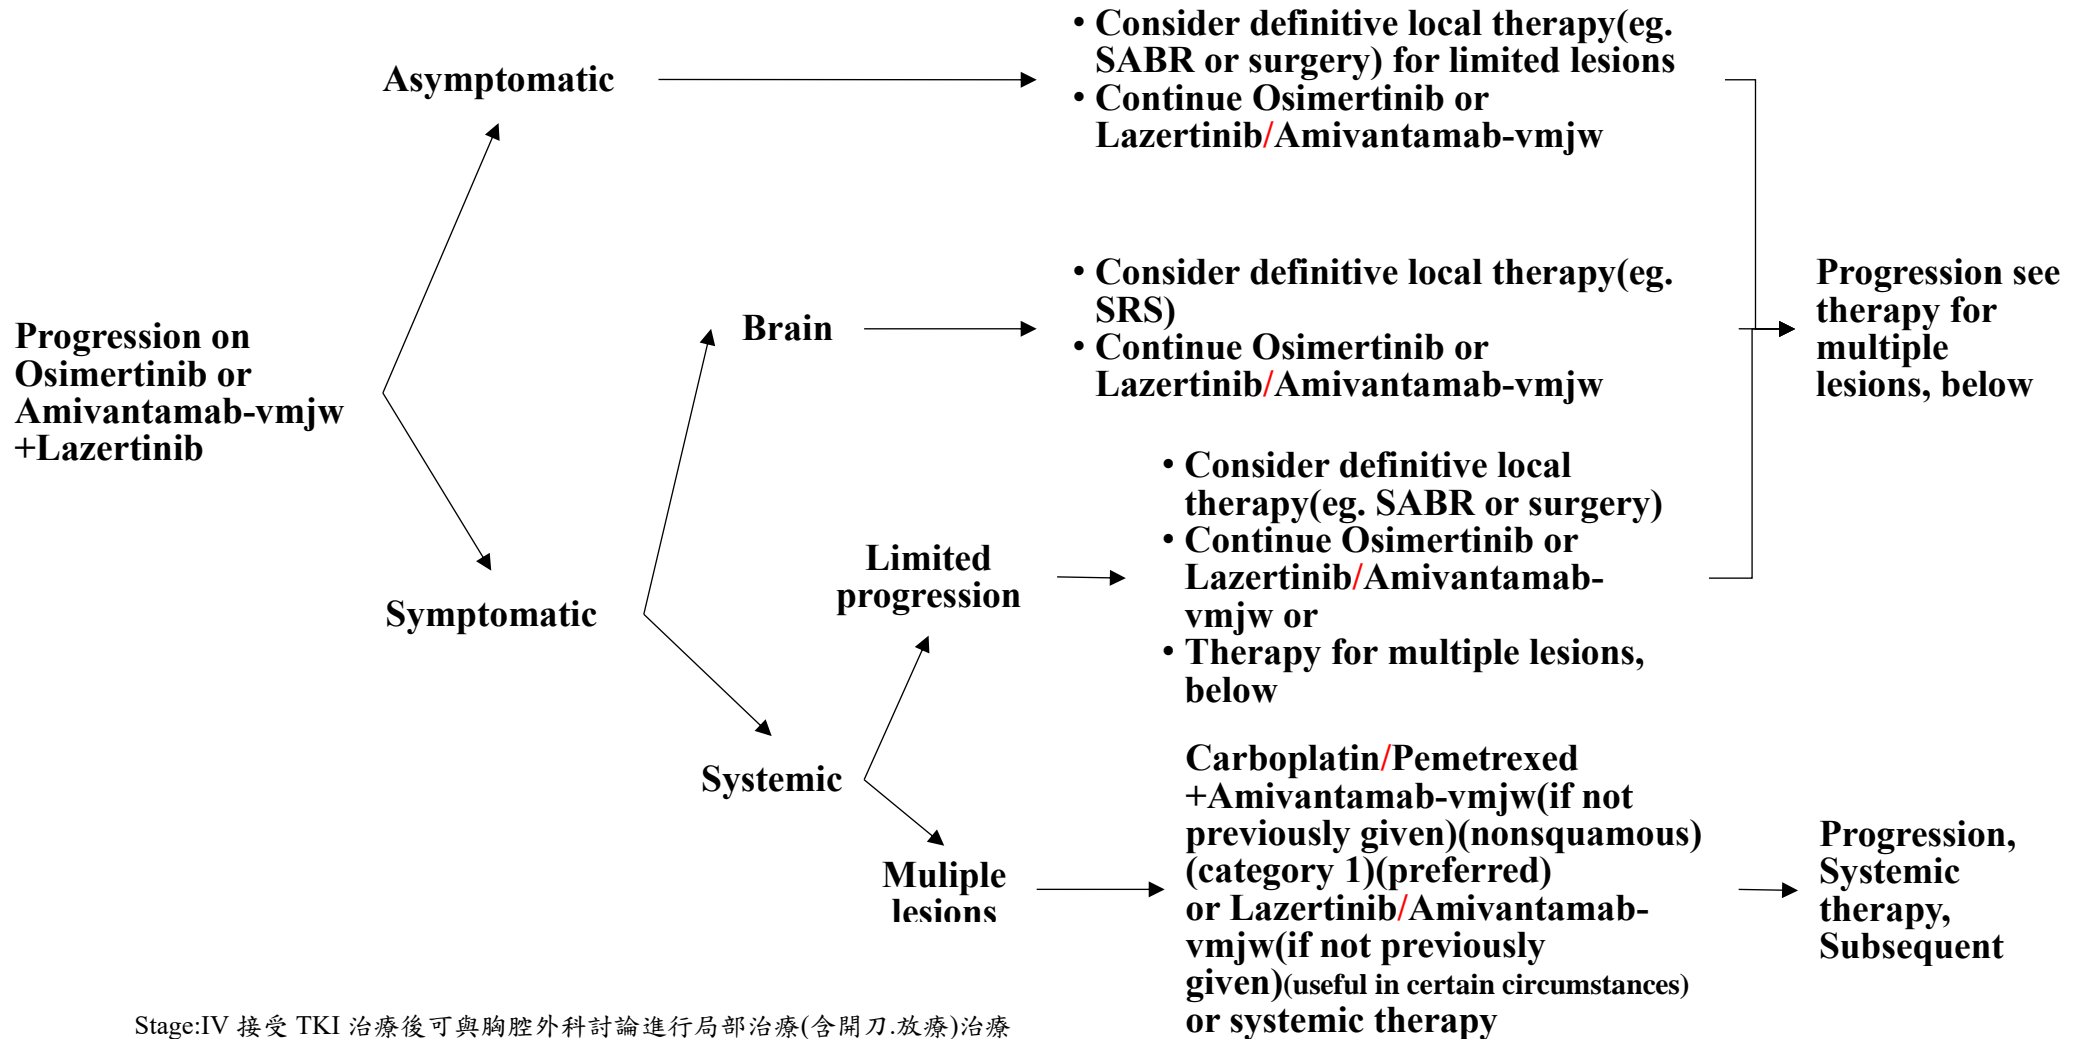 Asymptomatic
• Consider definitive local therapy(eg.
SABR or surgery) for limited lesions
• Continue Osimertinib or
Lazertinib/Amivantamab-vmjw
Progression on
Osimertinib or
Amivantamab-vmjw
+Lazertinib
Brain
• Consider definitive local therapy(eg.
SRS)
• Continue Osimertinib or
Lazertinib/Amivantamab-vmjw
Progression see
therapy for
multiple
lesions, below
Symptomatic
Limited
progression
• Consider definitive local
therapy(eg. SABR or surgery)
• Continue Osimertinib or
Lazertinib/Amivantamab-
vmjw or
• Therapy for multiple lesions,
below
Systemic
Muliple
lesions
Carboplatin/Pemetrexed
+Amivantamab-vmjw(if not
previously given)(nonsquamous)
(category 1)(preferred)
or Lazertinib/Amivantamab-
vmjw(if not previously
given)(useful in certain circumstances)
or systemic therapy
Progression,
Systemic
therapy,
Subsequent
Stage:IV 接受 TKI 治療後可與胸腔外科討論進行局部治療(含開刀.放療)治療